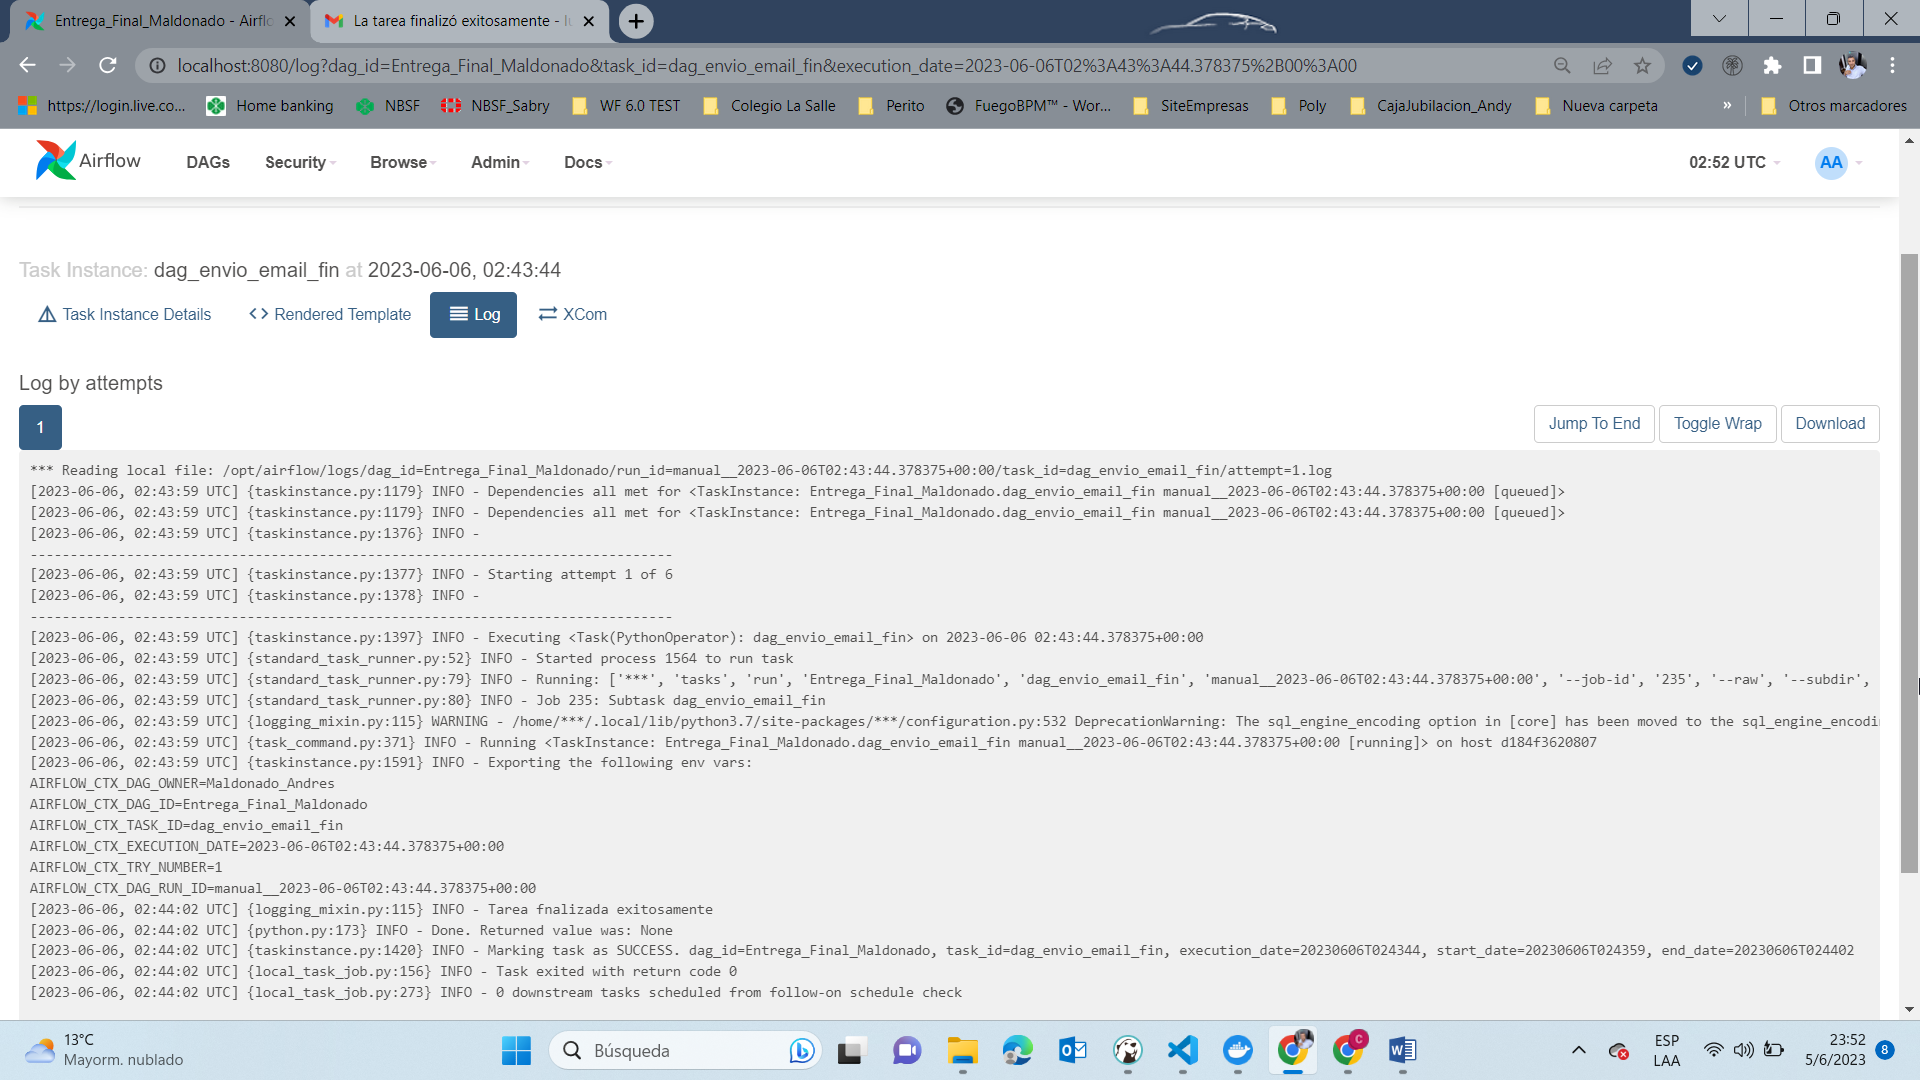 Entrega_Final_Maldonado - Airflo
La tarea finalizó exitosamente - lu
localhost:8080/log?dag_id=Entrega_Final_Maldonado&task_id=dag_envio_email_fin&execution_date=2023-06-06T02%3A43%3A44.378375%2B00%3A00
https://login.live.co... Home banking NBSF NBSF_Sabry WF 6.0 TEST Colegio La Salle Perito FuegoBPM™ - Wor... SiteEmpresas Poly CajaJubilacion_Andy Nueva carpeta » Otros marcadores
Airflow DAGs Security Browse Admin Docs 02:52 UTC AA
Task Instance: dag_envio_email_fin at 2023-06-06, 02:43:44
Task Instance Details <> Rendered Template Log XCom
Log by attempts
1 Jump To End Toggle Wrap Download
*** Reading local file: /opt/airflow/logs/dag_id=Entrega_Final_Maldonado/run_id=manual__2023-06-06T02:43:44.378375+00:00/task_id=dag_envio_email_fin/attempt=1.log
[2023-06-06, 02:43:59 UTC] {taskinstance.py:1179} INFO - Dependencies all met for <TaskInstance: Entrega_Final_Maldonado.dag_envio_email_fin manual__2023-06-06T02:43:44.378375+00:00 [queued]>
[2023-06-06, 02:43:59 UTC] {taskinstance.py:1179} INFO - Dependencies all met for <TaskInstance: Entrega_Final_Maldonado.dag_envio_email_fin manual__2023-06-06T02:43:44.378375+00:00 [queued]>
[2023-06-06, 02:43:59 UTC] {taskinstance.py:1376} INFO -
--------------------------------------------------------------------------------
[2023-06-06, 02:43:59 UTC] {taskinstance.py:1377} INFO - Starting attempt 1 of 6
[2023-06-06, 02:43:59 UTC] {taskinstance.py:1378} INFO -
--------------------------------------------------------------------------------
[2023-06-06, 02:43:59 UTC] {taskinstance.py:1397} INFO - Executing <Task(PythonOperator): dag_envio_email_fin> on 2023-06-06 02:43:44.378375+00:00
[2023-06-06, 02:43:59 UTC] {standard_task_runner.py:52} INFO - Started process 1564 to run task
[2023-06-06, 02:43:59 UTC] {standard_task_runner.py:79} INFO - Running: ['***', 'tasks', 'run', 'Entrega_Final_Maldonado', 'dag_envio_email_fin', 'manual__2023-06-06T02:43:44.378375+00:00', '--job-id', '235', '--raw', '--subdir',
[2023-06-06, 02:43:59 UTC] {standard_task_runner.py:80} INFO - Job 235: Subtask dag_envio_email_fin
[2023-06-06, 02:43:59 UTC] {logging_mixin.py:115} WARNING - /home/***/.local/lib/python3.7/site-packages/***/configuration.py:532 DeprecationWarning: The sql_engine_encoding option in [core] has been moved to the sql_engine_encodi
[2023-06-06, 02:43:59 UTC] {task_command.py:371} INFO - Running <TaskInstance: Entrega_Final_Maldonado.dag_envio_email_fin manual__2023-06-06T02:43:44.378375+00:00 [running]> on host d184f3620807
[2023-06-06, 02:43:59 UTC] {taskinstance.py:1591} INFO - Exporting the following env vars:
AIRFLOW_CTX_DAG_OWNER=Maldonado_Andres
AIRFLOW_CTX_DAG_ID=Entrega_Final_Maldonado
AIRFLOW_CTX_TASK_ID=dag_envio_email_fin
AIRFLOW_CTX_EXECUTION_DATE=2023-06-06T02:43:44.378375+00:00
AIRFLOW_CTX_TRY_NUMBER=1
AIRFLOW_CTX_DAG_RUN_ID=manual__2023-06-06T02:43:44.378375+00:00
[2023-06-06, 02:44:02 UTC] {logging_mixin.py:115} INFO - Tarea fnalizada exitosamente
[2023-06-06, 02:44:02 UTC] {python.py:173} INFO - Done. Returned value was: None
[2023-06-06, 02:44:02 UTC] {taskinstance.py:1420} INFO - Marking task as SUCCESS. dag_id=Entrega_Final_Maldonado, task_id=dag_envio_email_fin, execution_date=20230606T024344, start_date=20230606T024359, end_date=20230606T024402
[2023-06-06, 02:44:02 UTC] {local_task_job.py:156} INFO - Task exited with return code 0
[2023-06-06, 02:44:02 UTC] {local_task_job.py:273} INFO - 0 downstream tasks scheduled from follow-on schedule check
13°C
Mayorm. nublado
Búsqueda
C
ESP
LAA
23:52
5/6/2023
8